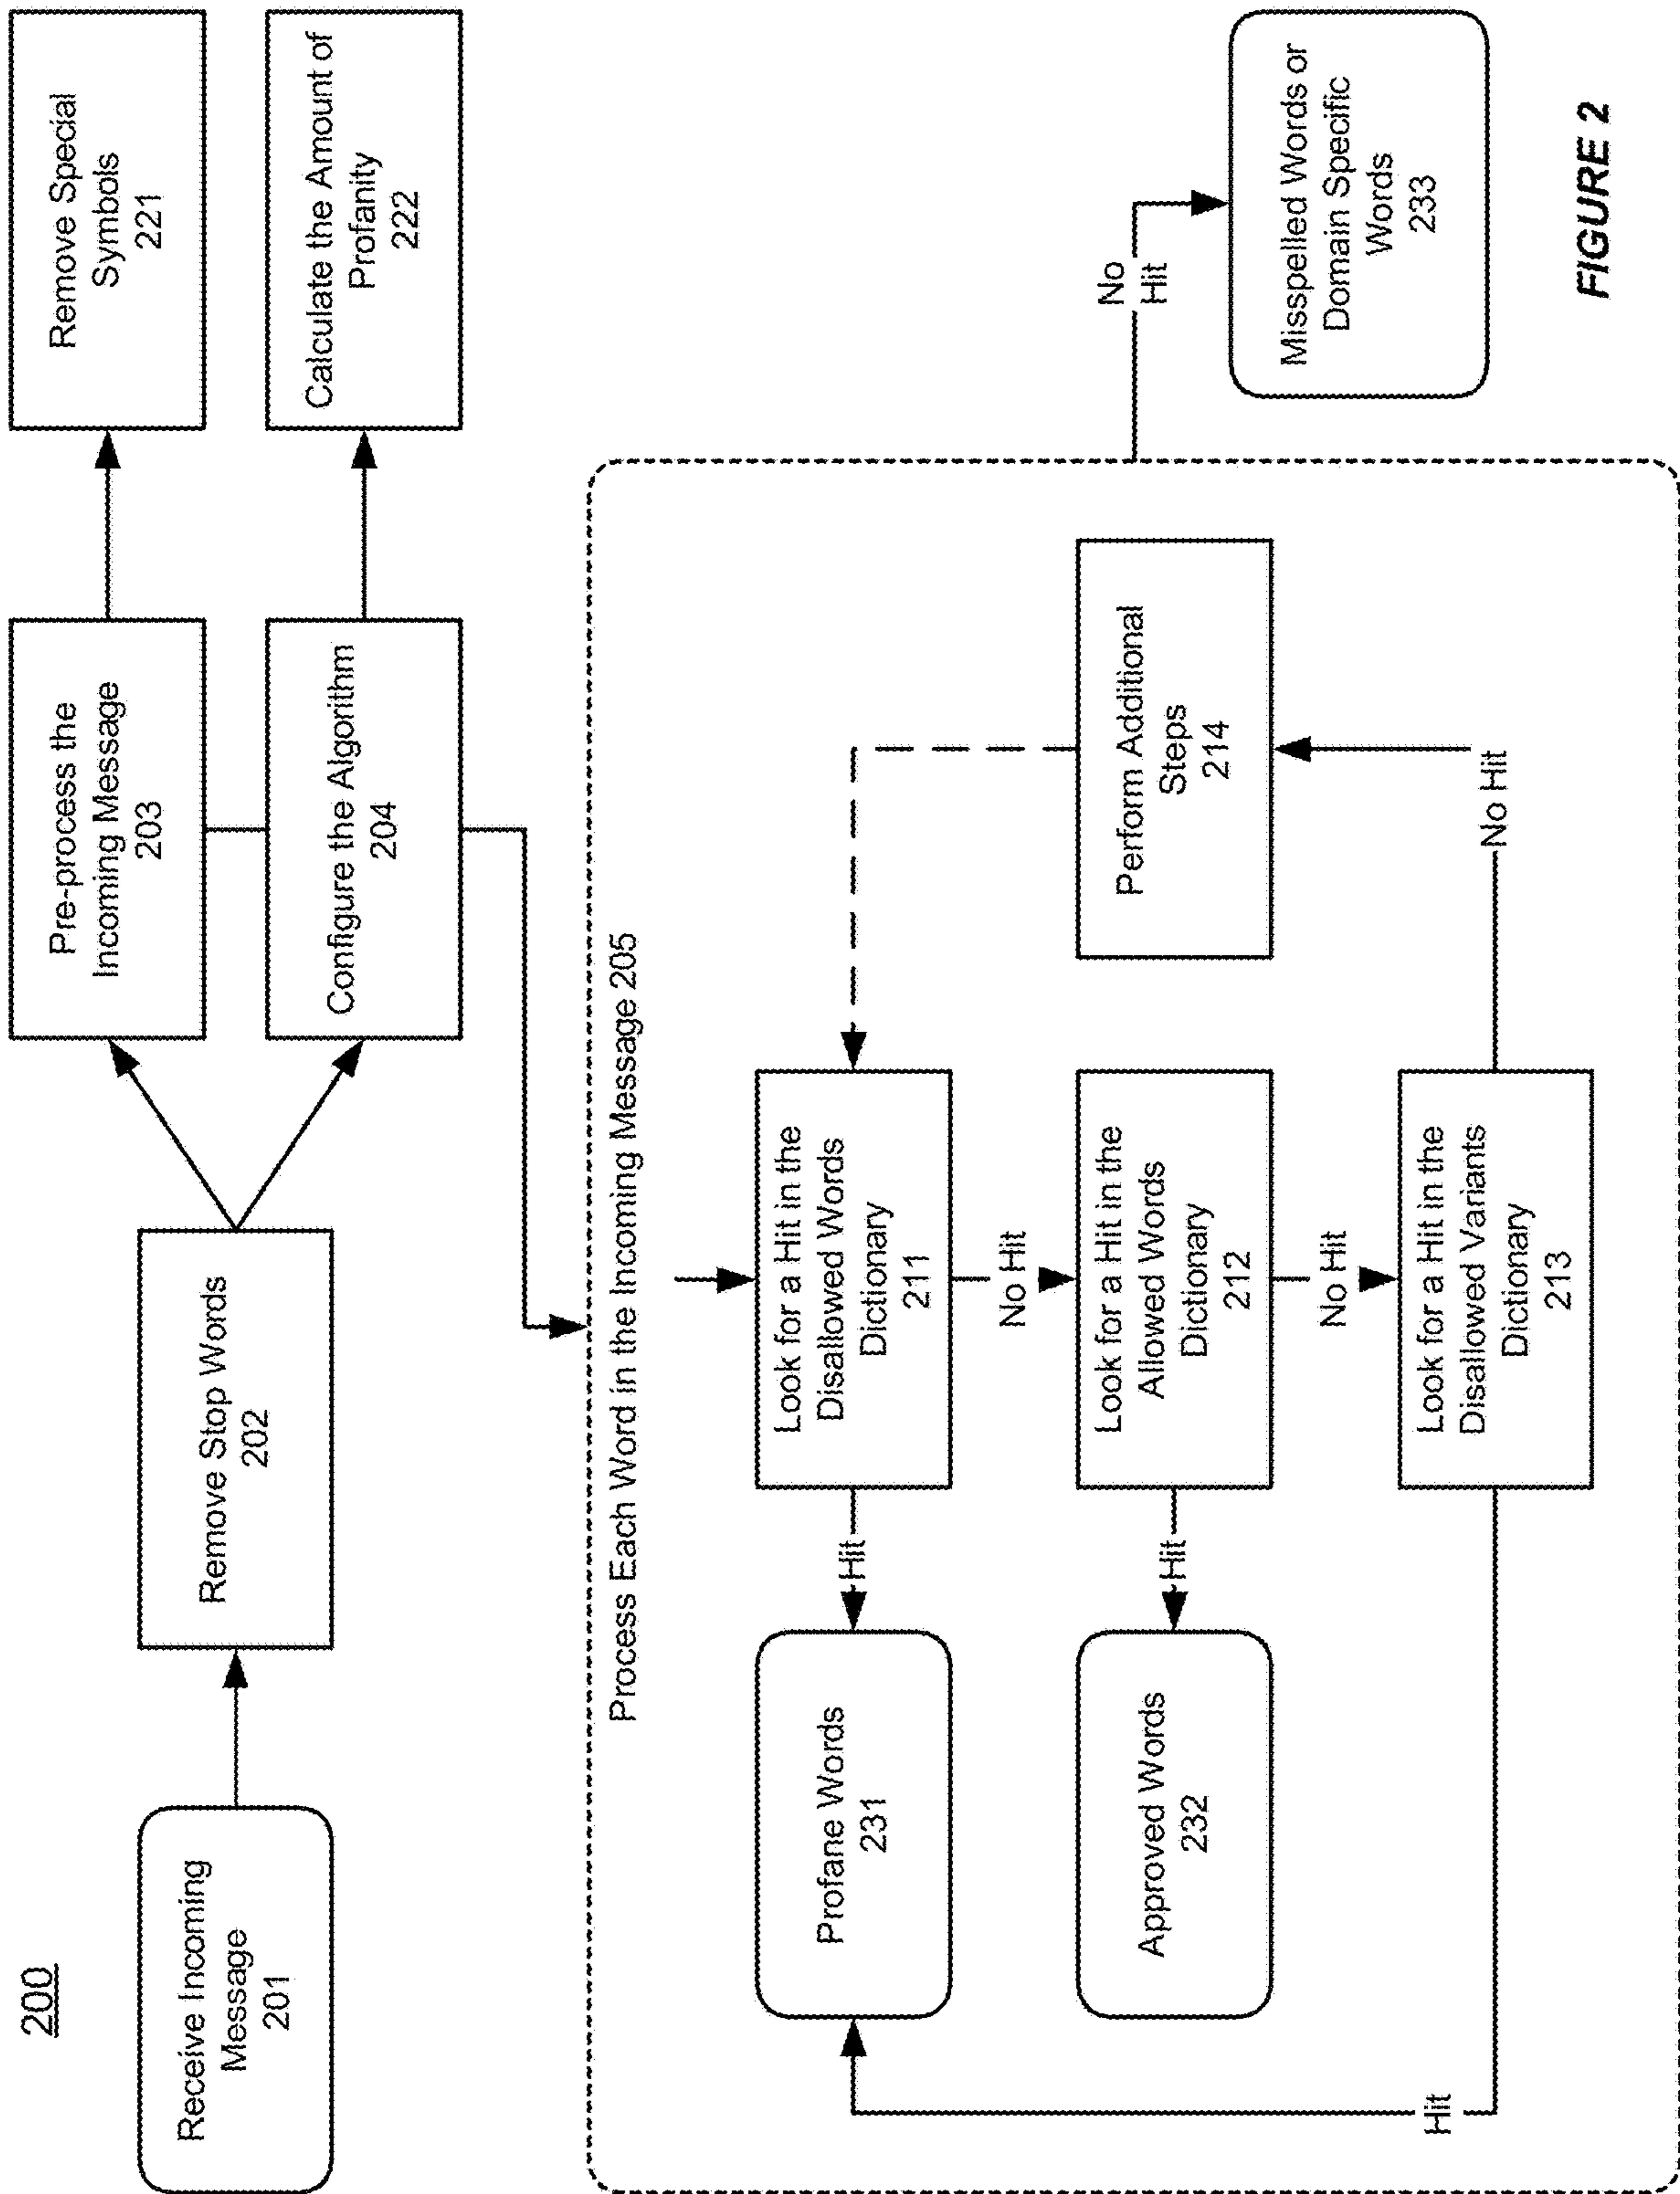 200
Receive Incoming
Message
201
Remove Stop Words
202
Pre-process the
Incoming Message
203
Remove Special
Symbols
221
Configure the Algorithm
204
Calculate the Amount of
Profanity
222
Process Each Word in the Incoming Message 205
Profane Words
231
Hit
Look for a Hit in the
Disallowed Words
Dictionary
211
No Hit
Approved Words
232
Hit
Look for a Hit in the
Allowed Words
Dictionary
212
No Hit
Perform Additional
Steps
214
Hit
Look for a Hit in the
Disallowed Variants
Dictionary
213
No Hit
No
Hit
Misspelled Words or
Domain Specific
Words
233
FIGURE 2